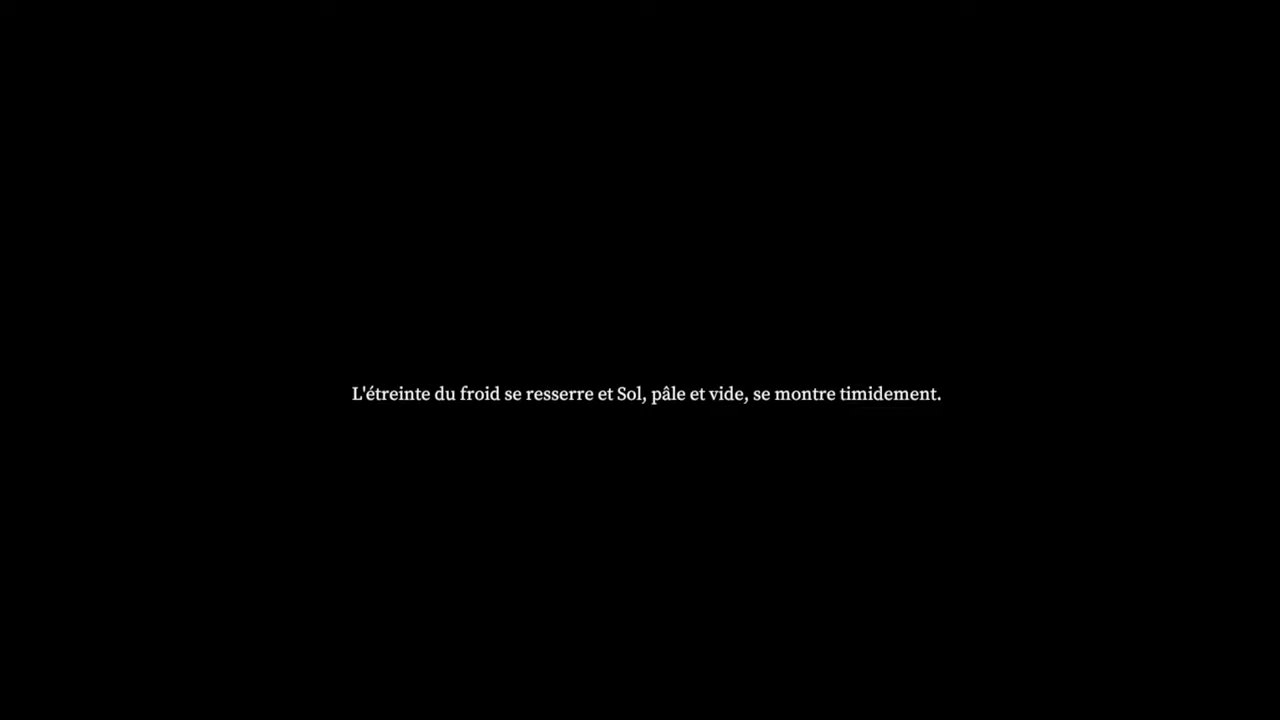 L'étreinte du froid se resserre et Sol, pâle et vide, se montre timidement.